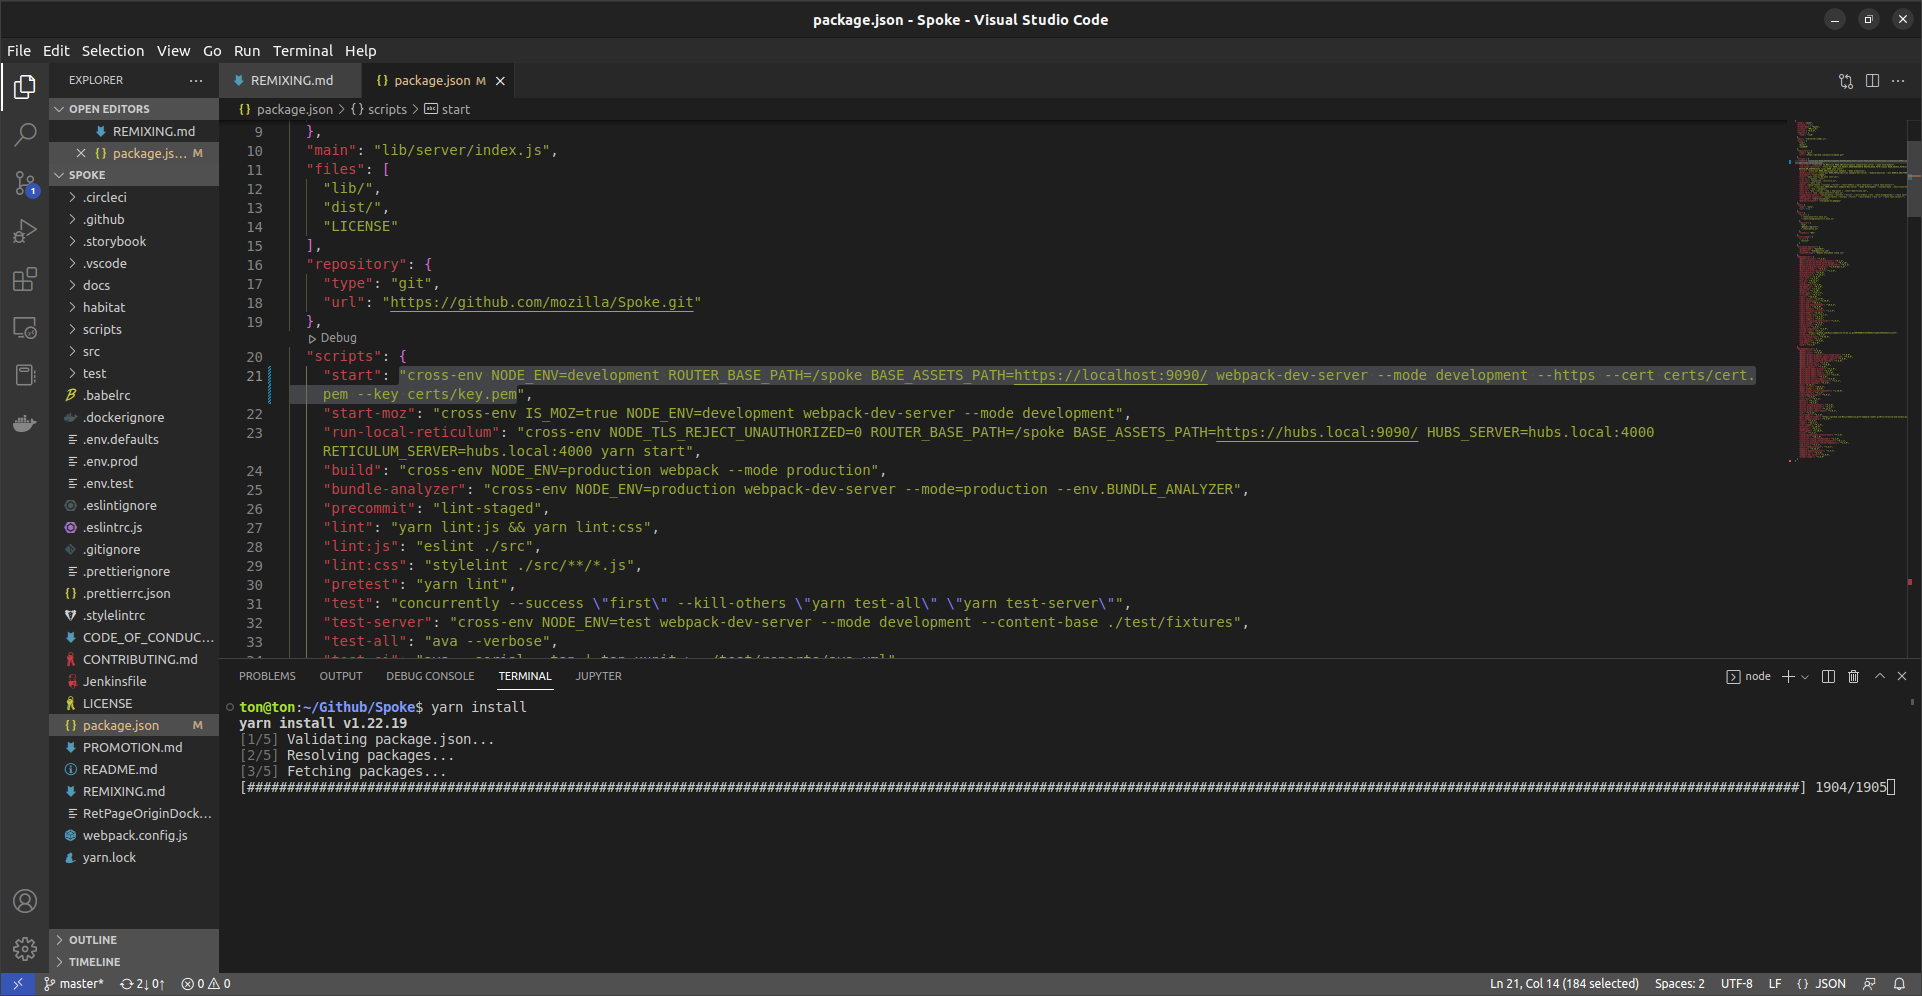 package.json - Spoke - Visual Studio Code
File Edit Selection View Go Run Terminal Help
EXPLORER
OPEN EDITORS
REMIXING.md
package.js... M
SPOKE
.circleci
.github
.storybook
.vscode
docs
habitat
scripts
src
test
.babelrc
.dockerignore
.env.defaults
.env.prod
.env.test
.eslintignore
.eslintrc.js
.gitignore
.prettierignore
.prettierrc.json
.stylelintrc
CODE_OF_CONDUC...
CONTRIBUTING.md
Jenkinsfile
LICENSE
package.json M
PROMOTION.md
README.md
REMIXING.md
RetPageOriginDock...
webpack.config.js
yarn.lock
OUTLINE
TIMELINE
REMIXING.md
{} package.json M
{} package.json > {} scripts > abc start
9 },
10 "main": "lib/server/index.js",
11 "files": [
12 "lib/",
13 "dist/",
14 "LICENSE"
15 ],
16 "repository": {
17 "type": "git",
18 "url": "https://github.com/mozilla/Spoke.git"
19 },
Debug
20 "scripts": {
21 "start": "cross-env NODE_ENV=development ROUTER_BASE_PATH=/spoke BASE_ASSETS_PATH=https://localhost:9090/ webpack-dev-server --mode development --https --cert certs/cert.
pem --key certs/key.pem",
22 "start-moz": "cross-env IS_MOZ=true NODE_ENV=development webpack-dev-server --mode development",
23 "run-local-reticulum": "cross-env NODE_TLS_REJECT_UNAUTHORIZED=0 ROUTER_BASE_PATH=/spoke BASE_ASSETS_PATH=https://hubs.local:9090/ HUBS_SERVER=hubs.local:4000
RETICULUM_SERVER=hubs.local:4000 yarn start",
24 "build": "cross-env NODE_ENV=production webpack --mode production",
25 "bundle-analyzer": "cross-env NODE_ENV=production webpack-dev-server --mode=production --env.BUNDLE_ANALYZER",
26 "precommit": "lint-staged",
27 "lint": "yarn lint:js && yarn lint:css",
28 "lint:js": "eslint ./src",
29 "lint:css": "stylelint ./src/**/*.js",
30 "pretest": "yarn lint",
31 "test": "concurrently --success \"first\" --kill-others \"yarn test-all\" \"yarn test-server\"",
32 "test-server": "cross-env NODE_ENV=test webpack-dev-server --mode development --content-base ./test/fixtures",
33 "test-all": "ava --verbose",
PROBLEMS OUTPUT DEBUG CONSOLE TERMINAL JUPYTER
node
ton@ton:~/Github/Spoke$ yarn install
yarn install v1.22.19
[1/5] Validating package.json...
[2/5] Resolving packages...
[3/5] Fetching packages...
1904/1905
master* 2↓ 0↑ 0 0
Ln 21, Col 14 (184 selected) Spaces: 2 UTF-8 LF {} JSON